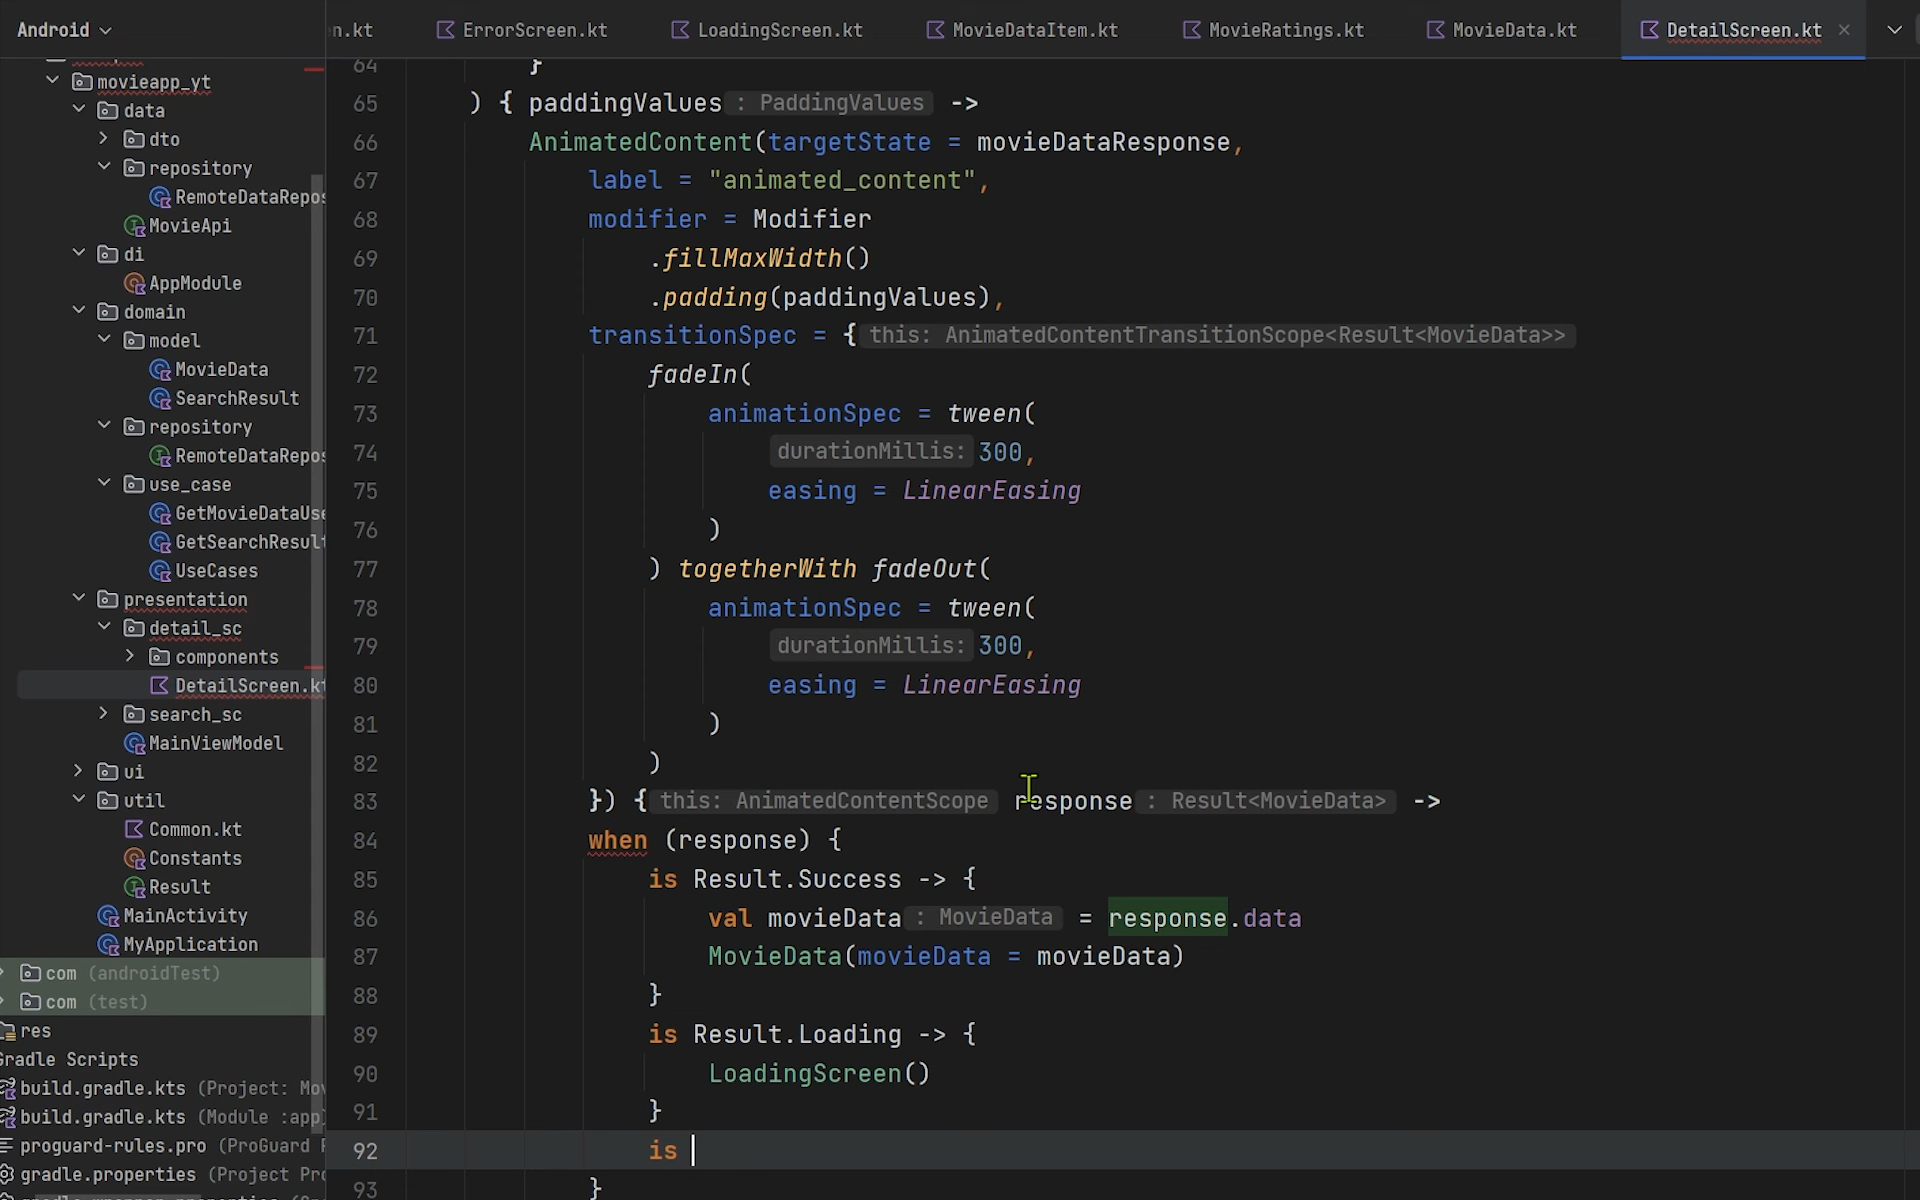 Android
n.kt
ErrorScreen.kt
LoadingScreen.kt
MovieDataItem.kt
MovieRatings.kt
MovieData.kt
DetailScreen.kt
movieapp_yt
data
dto
repository
RemoteDataRepos
MovieApi
di
AppModule
domain
model
MovieData
SearchResult
repository
RemoteDataRepos
use_case
GetMovieDataUse
GetSearchResult
UseCases
presentation
detail_sc
components
DetailScreen.kt
search_sc
MainViewModel
ui
util
Common.kt
Constants
Result
MainActivity
MyApplication
com (androidTest)
com (test)
res
Gradle Scripts
build.gradle.kts (Project: Mov
build.gradle.kts (Module :app)
proguard-rules.pro (ProGuard
gradle.properties (Project Pro
64 }
65 ) { paddingValues : PaddingValues ->
66 AnimatedContent(targetState = movieDataResponse,
67 label = "animated_content",
68 modifier = Modifier
69 .fillMaxWidth()
70 .padding(paddingValues),
71 transitionSpec = { this: AnimatedContentTransitionScope<Result<MovieData>>
72 fadeIn(
73 animationSpec = tween(
74 durationMillis: 300,
75 easing = LinearEasing
76 )
77 ) togetherWith fadeOut(
78 animationSpec = tween(
79 durationMillis: 300,
80 easing = LinearEasing
81 )
82 )
83 }) { this: AnimatedContentScope response : Result<MovieData> ->
84 when (response) {
85 is Result.Success -> {
86 val movieData : MovieData = response.data
87 MovieData(movieData = movieData)
88 }
89 is Result.Loading -> {
90 LoadingScreen()
91 }
92 is
93 }